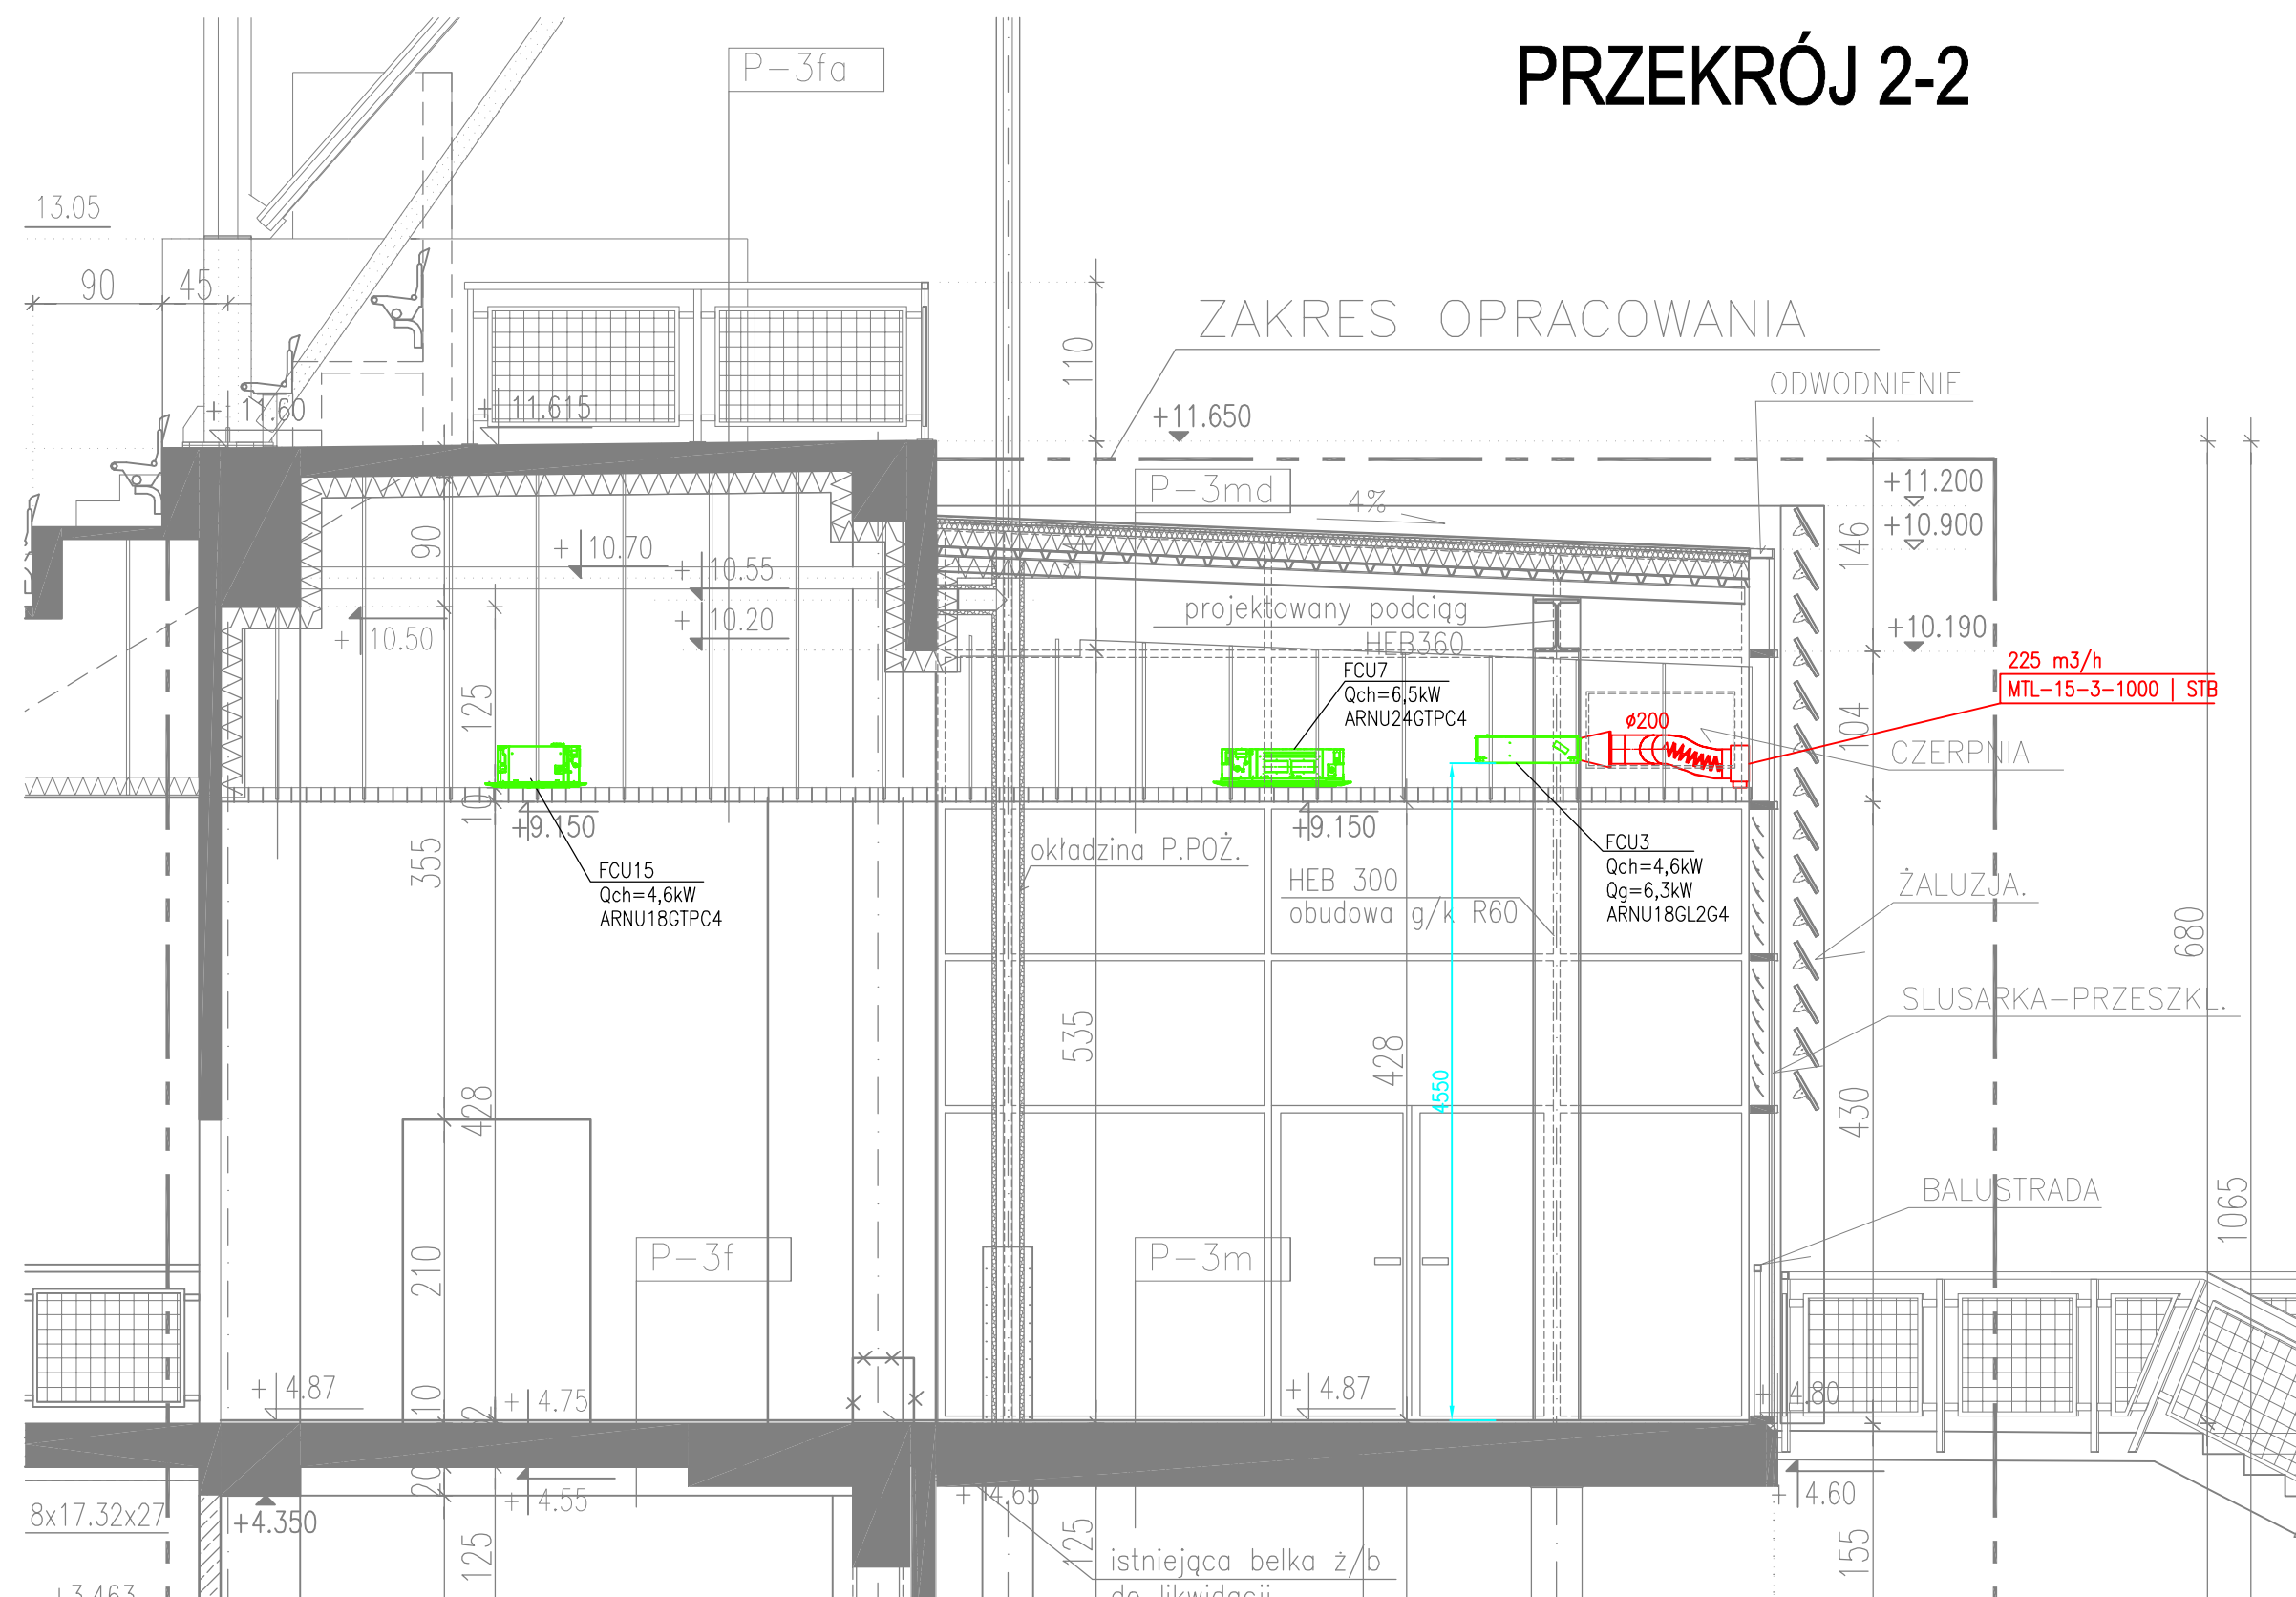 PRZEKRÓJ 2-2
P-3fa
13.05
90
45
ZAKRES OPRACOWANIA
110
ODWODNIENIE
+ 11.60
+ 11.615
+11.650
P-3md
4%
+11.200
+10.900
146
90
+ 10.70
+ 10.55
+ 10.20
+ 10.50
projektowany podciąg
HEB360
+10.190
225 m3/h
MTL-15-3-1000 | STB
FCU7
Qch=6,5kW
ARNU24GTPC4
ø200
125
104
CZERPNIA
10
+9.150
+9.150
355
okładzina P.POŻ.
FCU15
Qch=4,6kW
ARNU18GTPC4
FCU3
Qch=4,6kW
Qg=6,3kW
ARNU18GL2G4
HEB 300
obudowa g/k R60
ŻALUZJA.
680
SLUSARKA-PRZESZKL.
535
428
4550
428
430
BALUSTRADA
1065
P-3f
P-3m
210
+ 4.87
+ 4.75
+ 4.87
+ 4.80
10
2
20
+ 4.55
+ 4.65
+ 4.60
8x17.32x27
+4.350
125
125
155
istniejąca belka ż/b
do likwidacji
+3.463